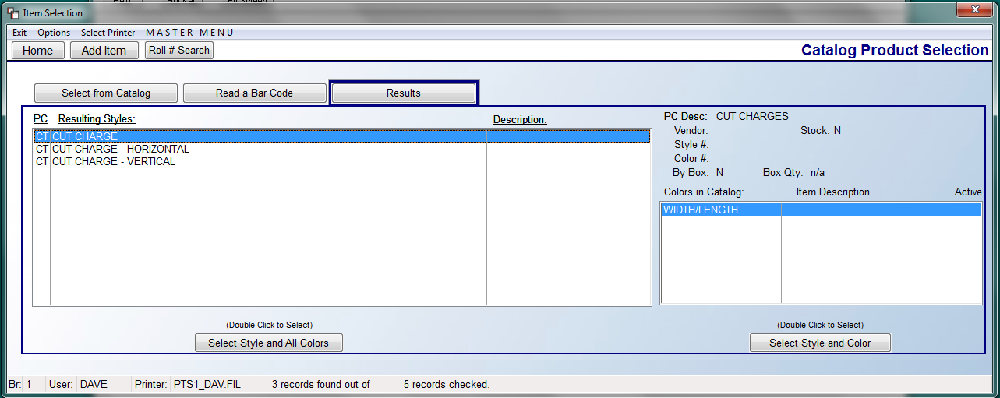 Item Selection
Exit Options Select Printer MASTER MENU
Home Add Item Roll # Search Catalog Product Selection
Select from Catalog Read a Bar Code Results
PC Resulting Styles: Description:
CT CUT CHARGE
CT CUT CHARGE - HORIZONTAL
CT CUT CHARGE - VERTICAL
(Double Click to Select)
Select Style and All Colors
PC Desc: CUT CHARGES
Vendor: Stock: N
Style #:
Color #:
By Box: N Box Qty: n/a
Colors in Catalog: Item Description Active
WIDTH/LENGTH
(Double Click to Select)
Select Style and Color
Br: 1 User: DAVE Printer: PTS1_DAV.FIL 3 records found out of 5 records checked.